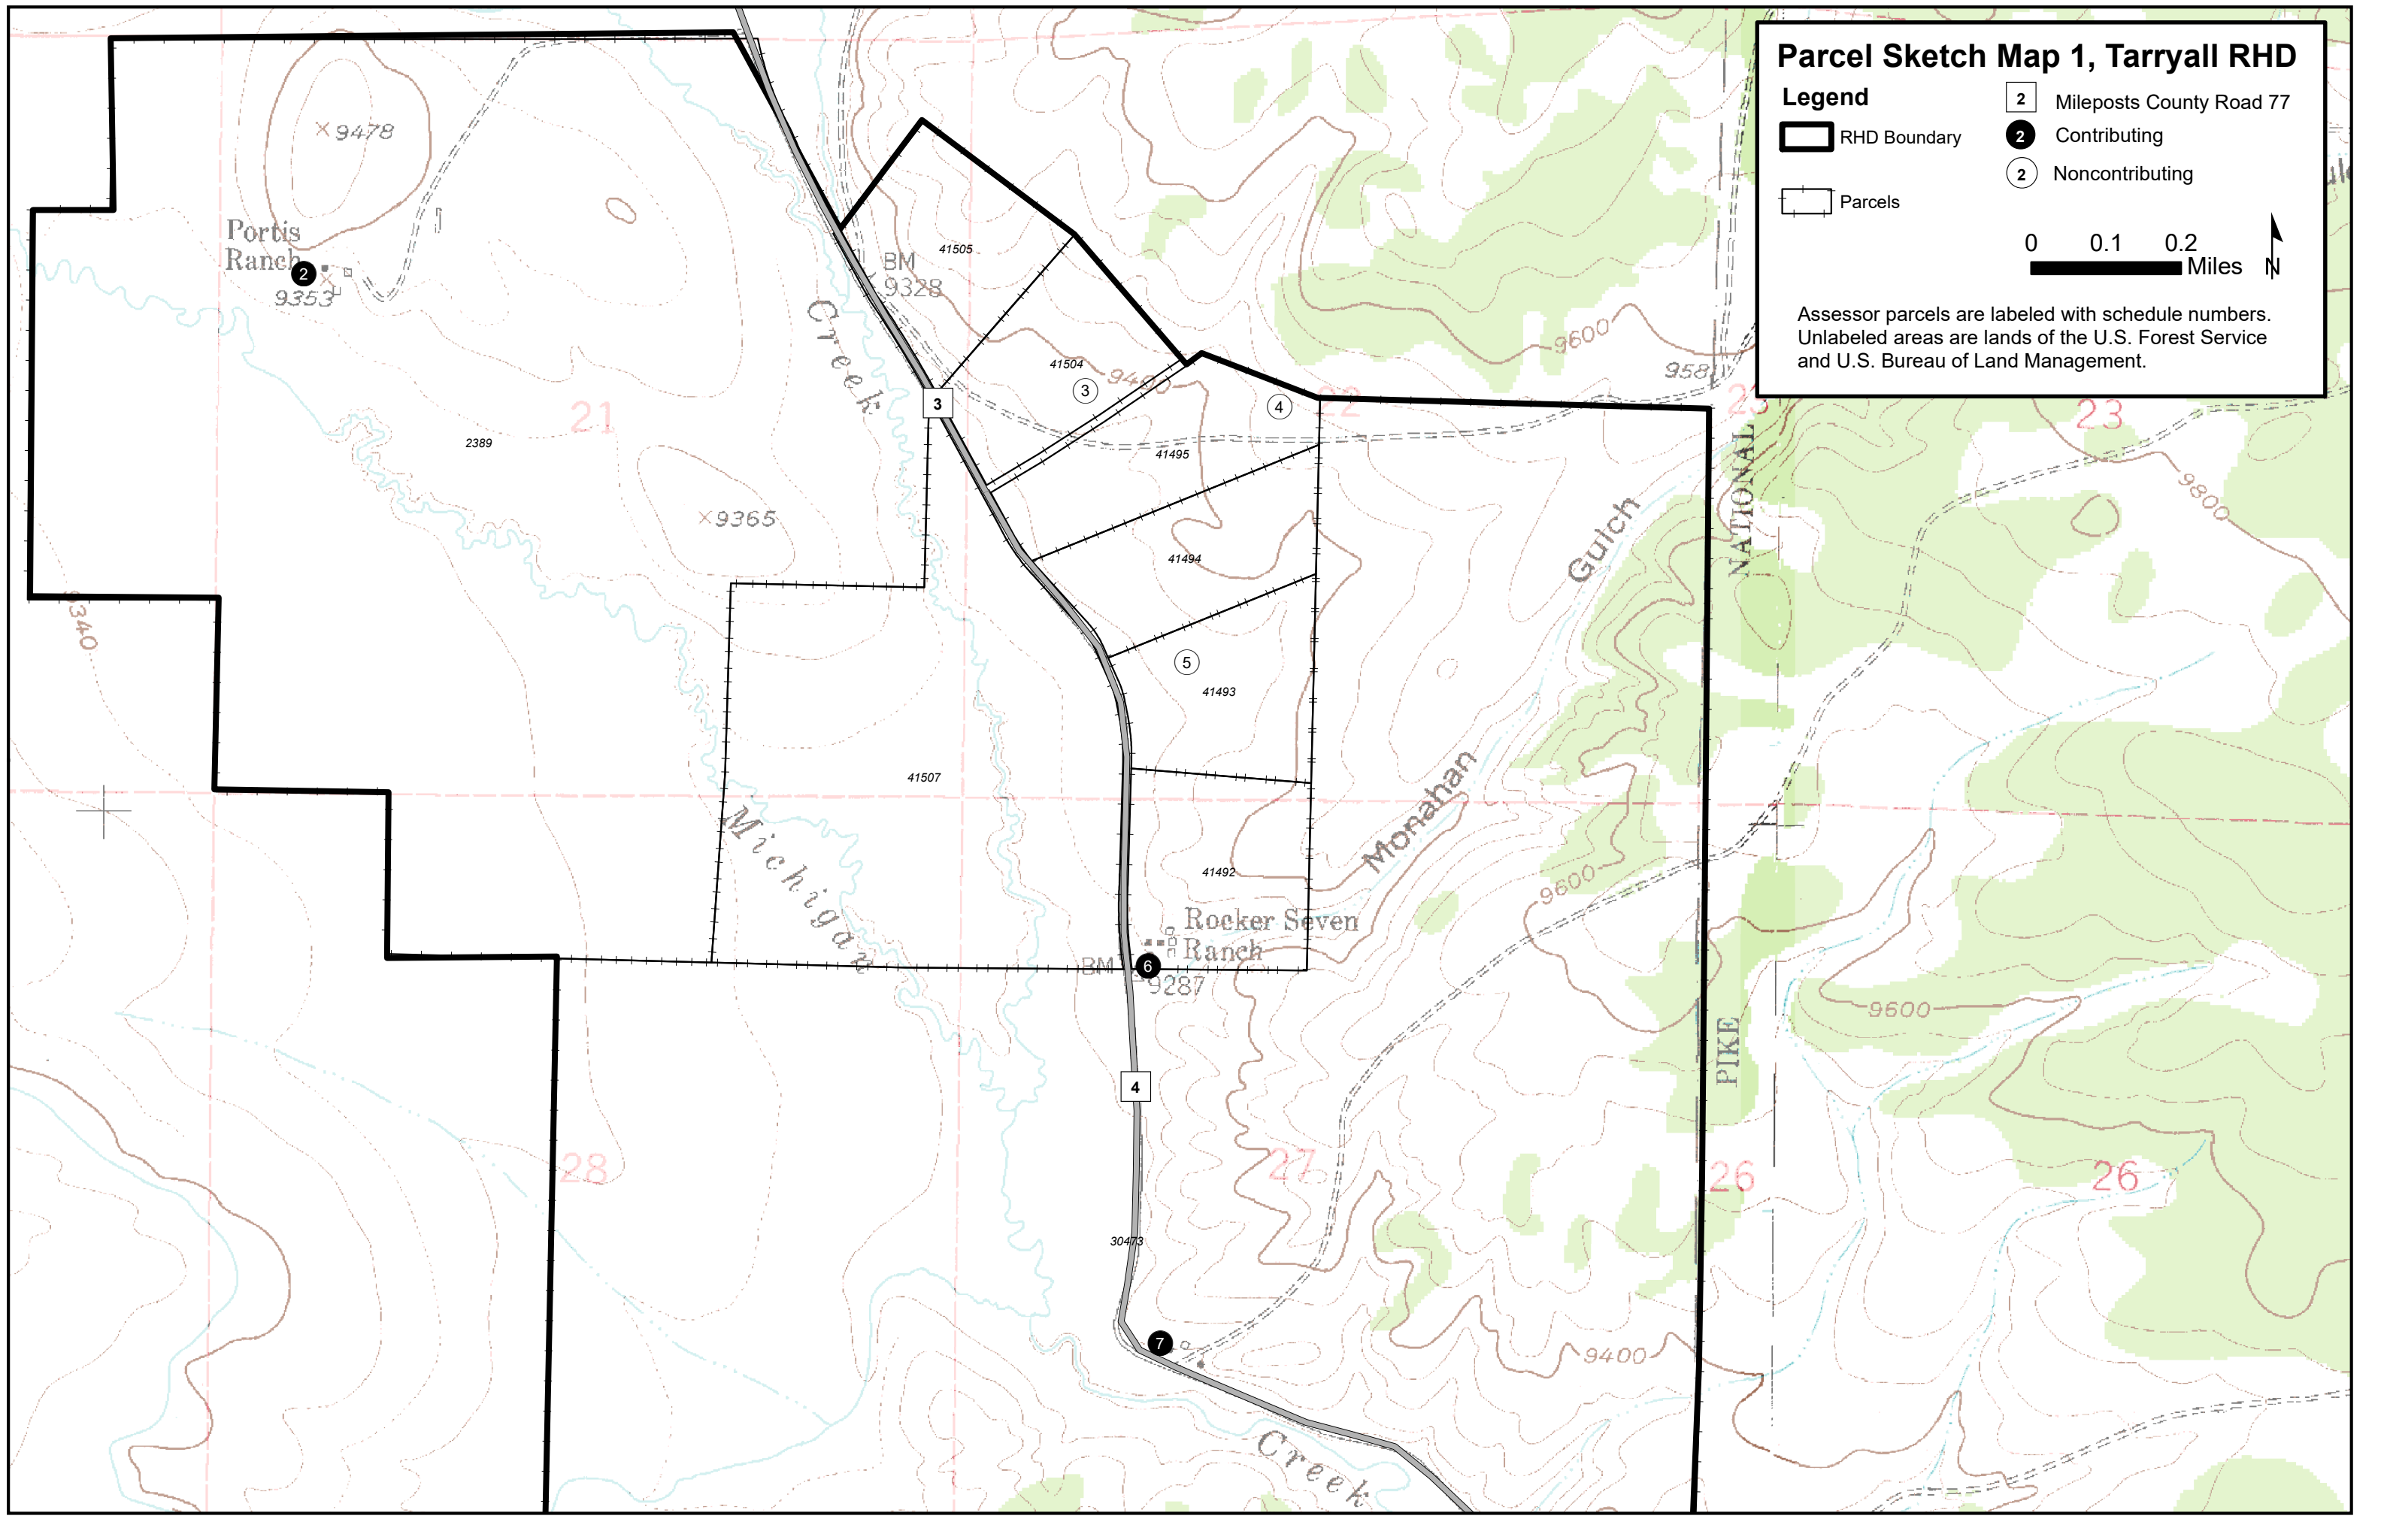 Parcel Sketch Map 1, Tarryall RHD
Legend
RHD Boundary
Parcels
2 Mileposts County Road 77
2 Contributing
2 Noncontributing
0 0.1 0.2
Miles
N
Assessor parcels are labeled with schedule numbers.
Unlabeled areas are lands of the U.S. Forest Service
and U.S. Bureau of Land Management.
9478
Portis
Ranch
2
9353
41505
BM
9328
Creek
41504
3
9400
4
22
9600
958
23
23
3
21
2389
41495
NATIONAL
9800
9365
41494
Gulch
9340
5
41493
41507
Michigan
Monahan
41492
9600
Rocker Seven
Ranch
BM
6
9287
9600
PIKE
4
28
27
26
26
30473
7
9400
Creek